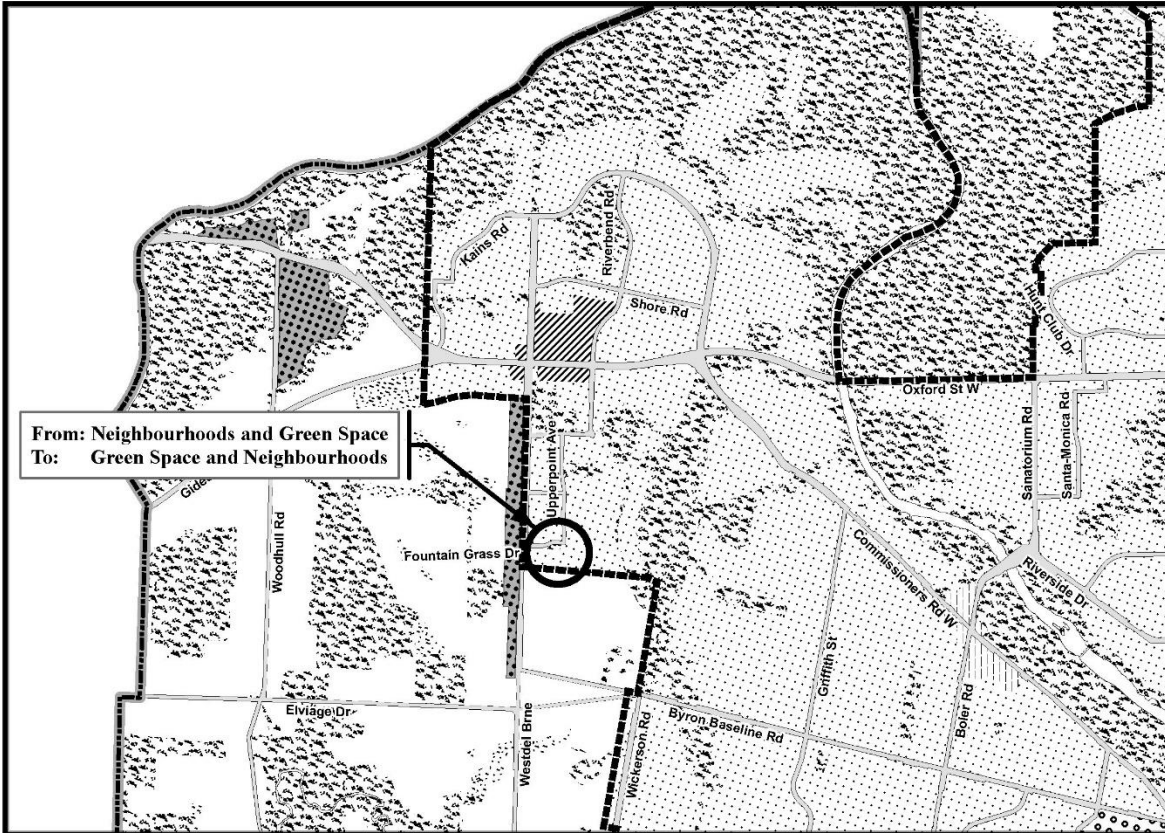 Kains Rd
Riverbend Rd
Shore Rd
Hunt Club Dr
Oxford St W
From: Neighbourhoods and Green Space
To: Green Space and Neighbourhoods
Upperpoint Ave
Sanatorium Rd
Santa-Monica Rd
Woodhull Rd
Fountain Grass Dr
Commissioners Rd W
Riverside Dr
Griffith St
Elviage Dr
Westdel Brne
Wickerson Rd
Byron Baseline Rd
Boler Rd